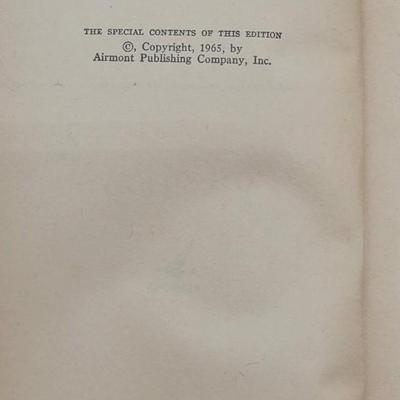 THE SPECIAL CONTENTS OF THIS EDITION
©, Copyright, 1965, by
Airmont Publishing Company, Inc.